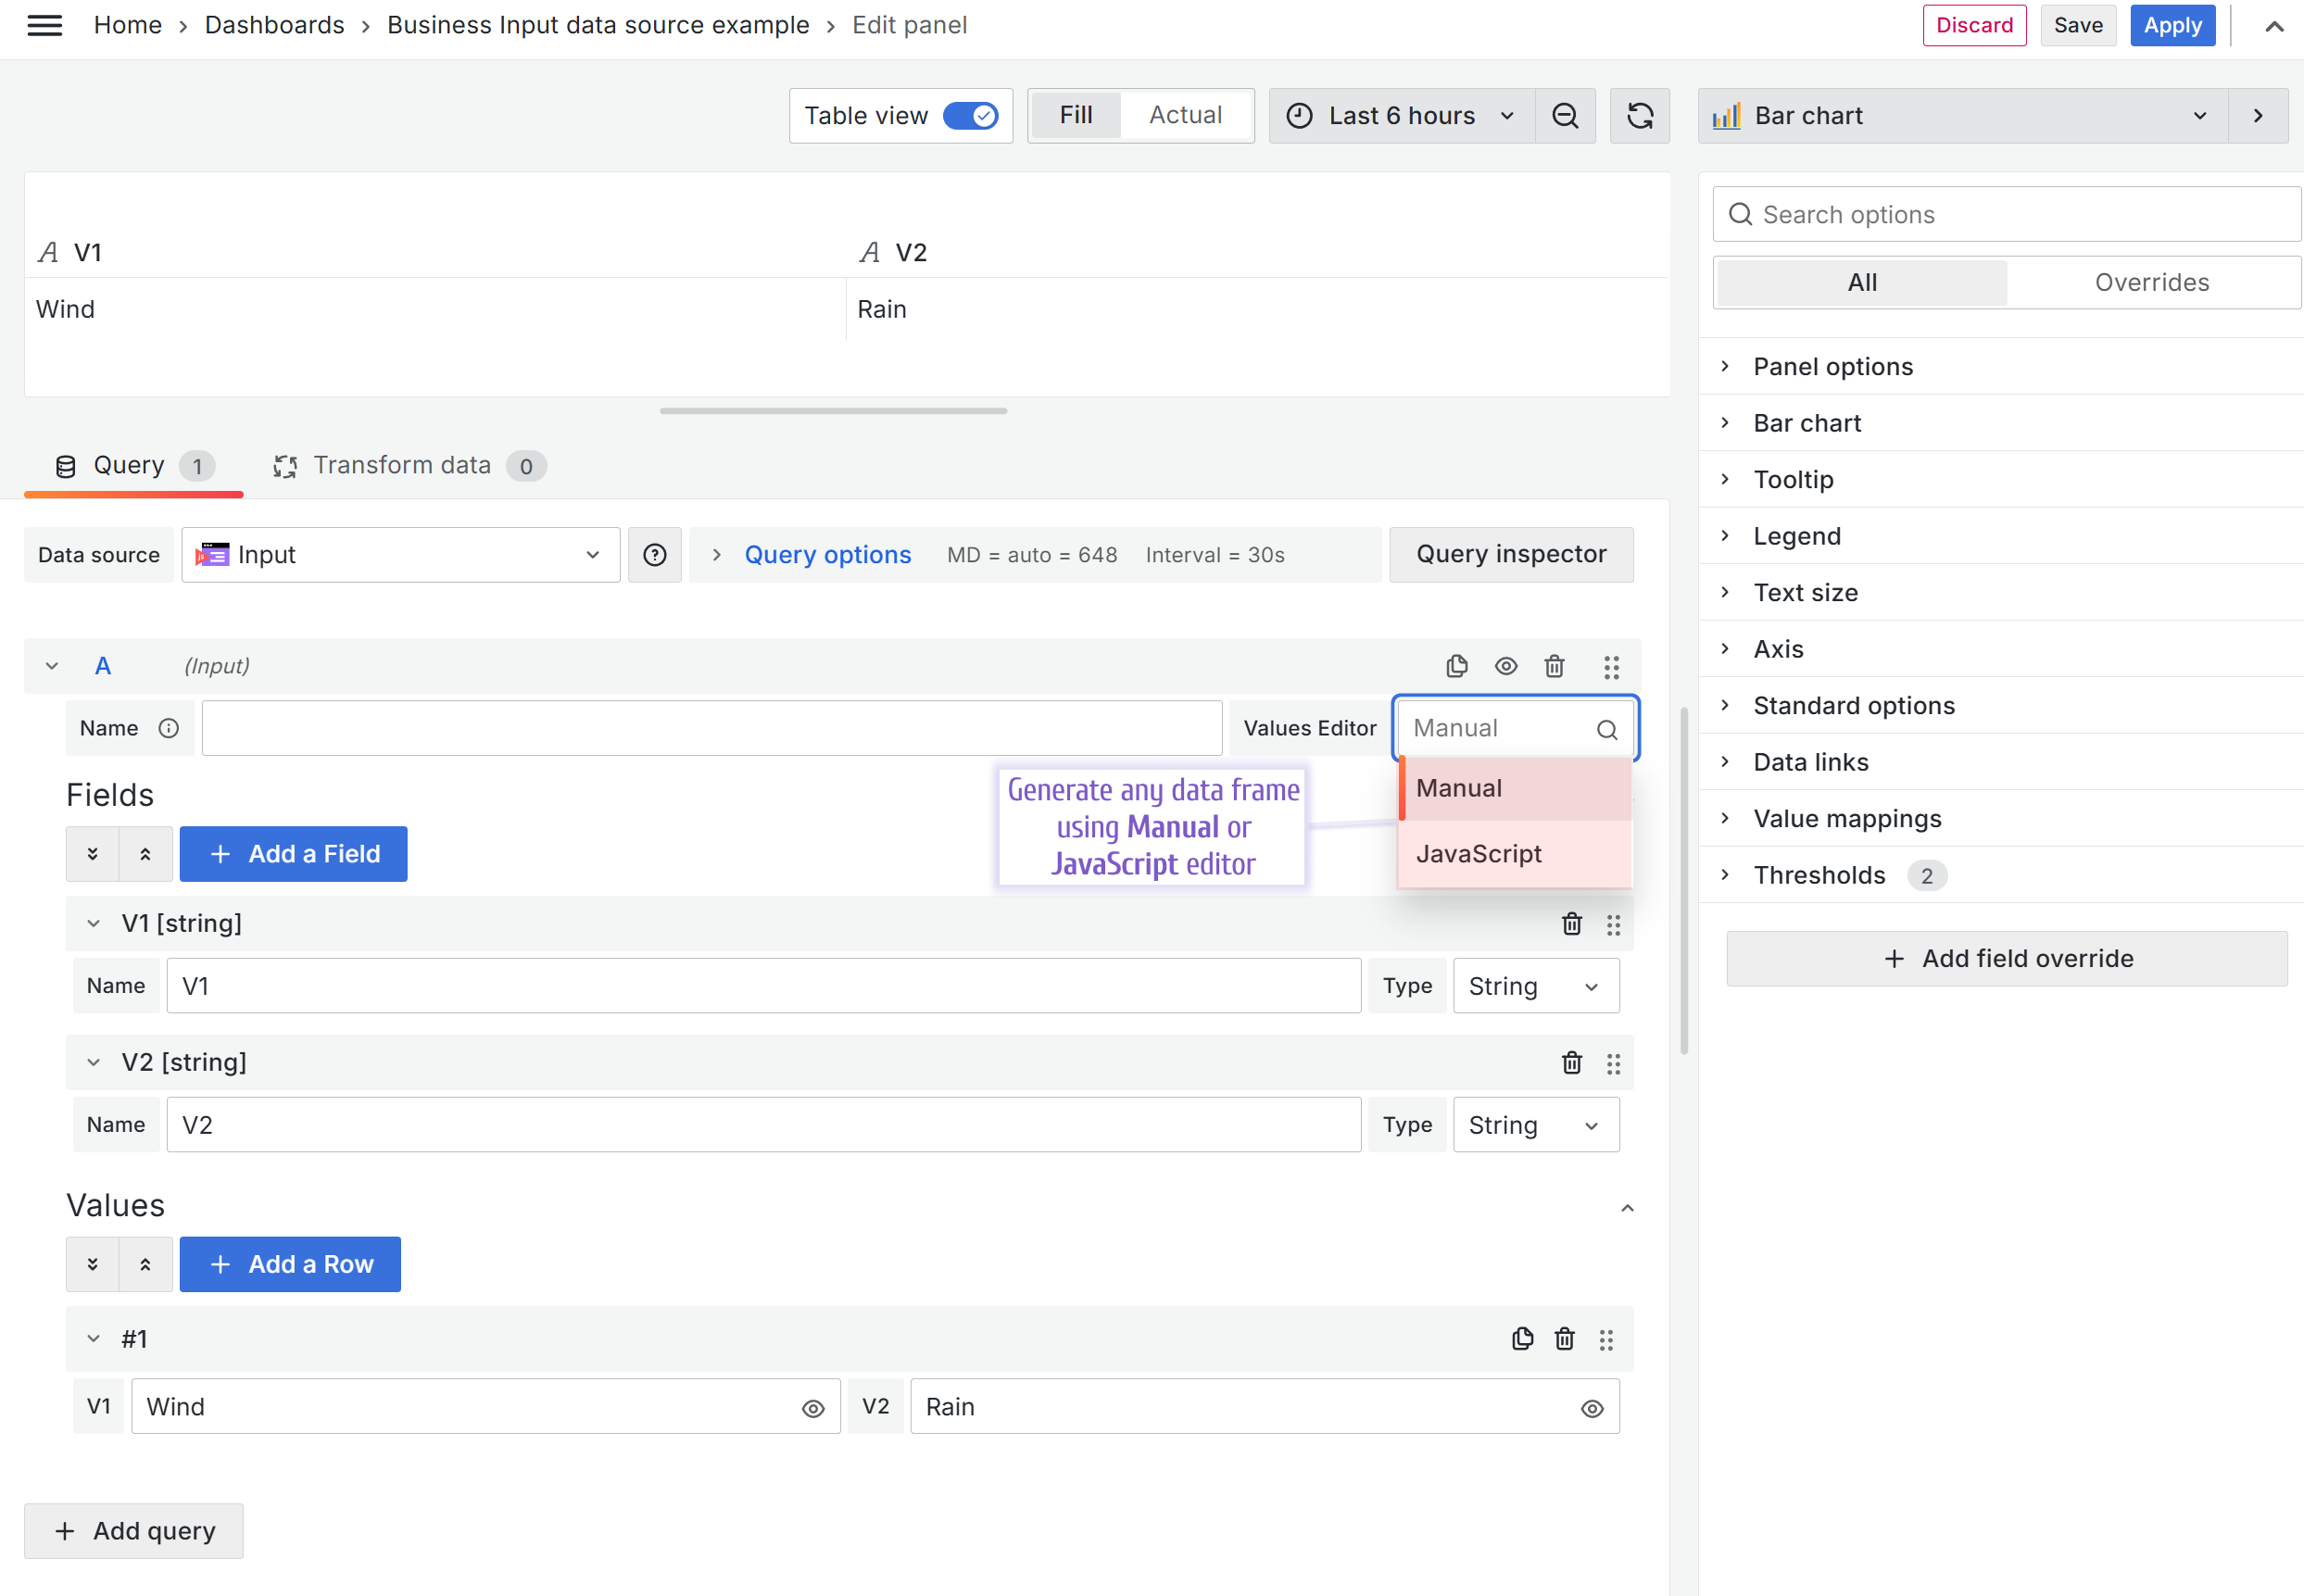 Home › Dashboards › Business Input data source example › Edit panel
Discard Save Apply
Table view Fill Actual Last 6 hours Bar chart
Search options
All Overrides
A V1 A V2
Wind Rain
Panel options
Bar chart
Tooltip
Legend
Text size
Axis
Standard options
Data links
Value mappings
Thresholds 2
+ Add field override
Query 1 Transform data 0
Data source Input Query options MD = auto = 648 Interval = 30s Query inspector
A (Input)
Name Values Editor Manual
Manual
JavaScript
Generate any data frame
using Manual or
JavaScript editor
Fields
+ Add a Field
V1 [string]
Name V1 Type String
V2 [string]
Name V2 Type String
Values
+ Add a Row
#1
V1 Wind V2 Rain
+ Add query